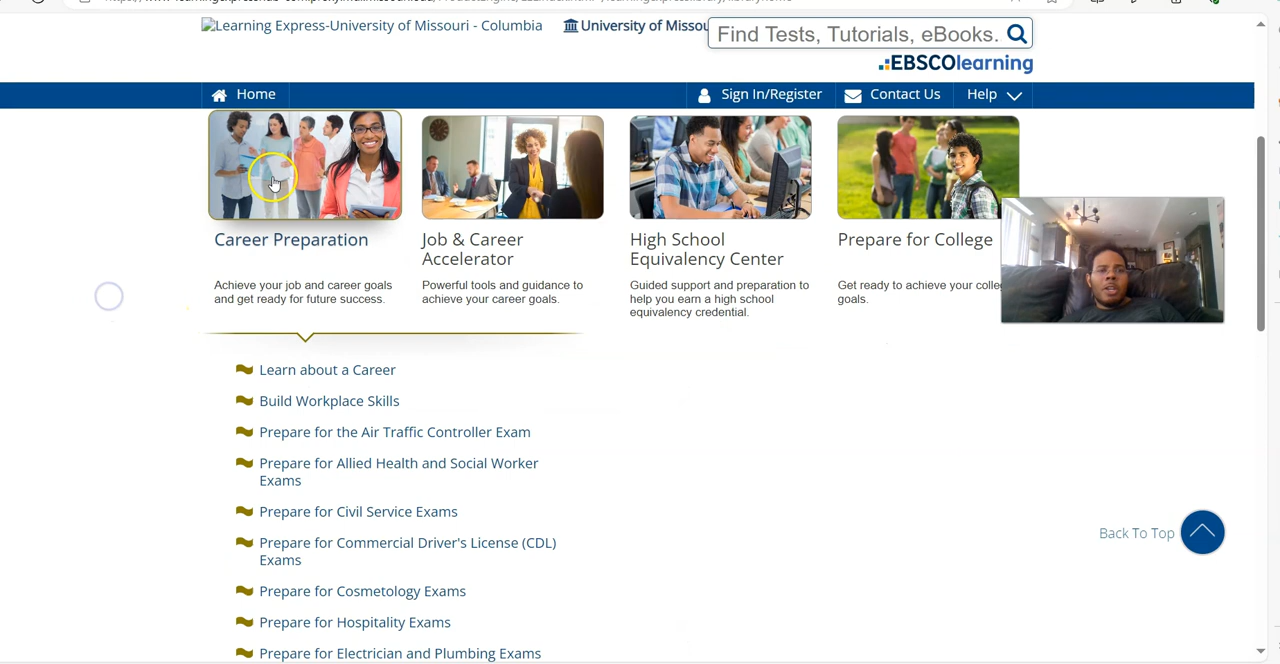 Learning Express-University of Missouri - Columbia
University of Missou
Find Tests, Tutorials, eBooks.
EBSCOlearning
Home
Sign In/Register
Contact Us
Help
Career Preparation
Achieve your job and career goals
and get ready for future success.
Job & Career
Accelerator
Powerful tools and guidance to
achieve your career goals.
High School
Equivalency Center
Guided support and preparation to
help you earn a high school
equivalency credential.
Prepare for College
Get ready to achieve your colle
goals.
Learn about a Career
Build Workplace Skills
Prepare for the Air Traffic Controller Exam
Prepare for Allied Health and Social Worker
Exams
Prepare for Civil Service Exams
Prepare for Commercial Driver's License (CDL)
Exams
Prepare for Cosmetology Exams
Prepare for Hospitality Exams
Prepare for Electrician and Plumbing Exams
Back To Top